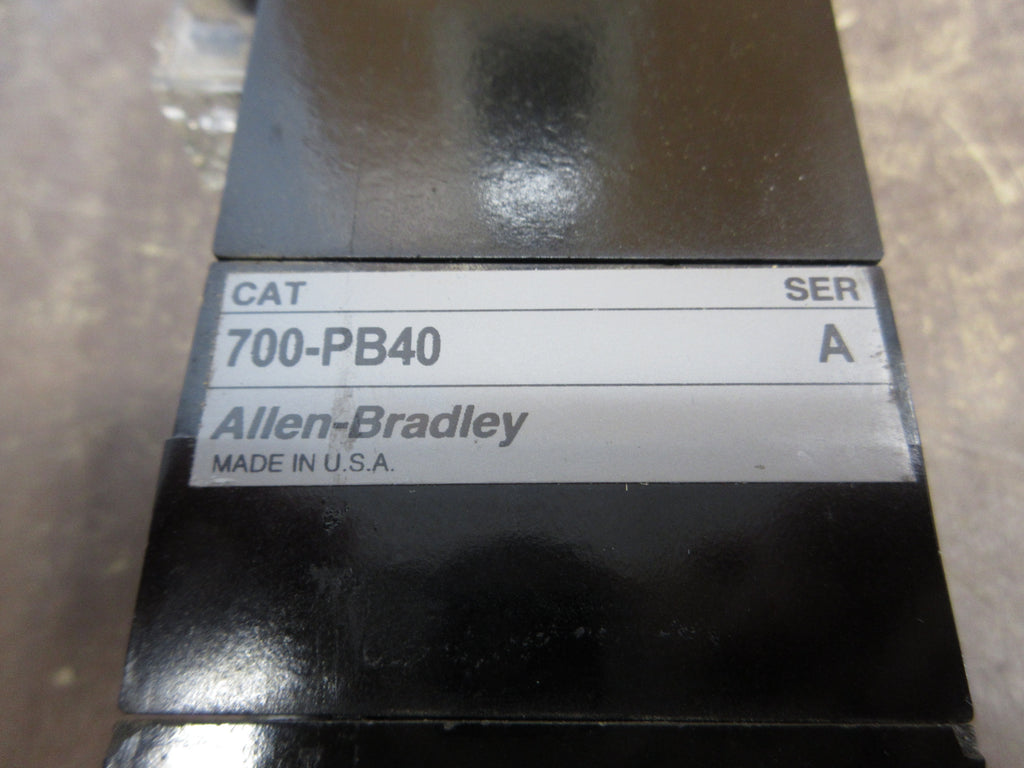 CAT SER
700-PB40 A
Allen-Bradley
MADE IN U.S.A.